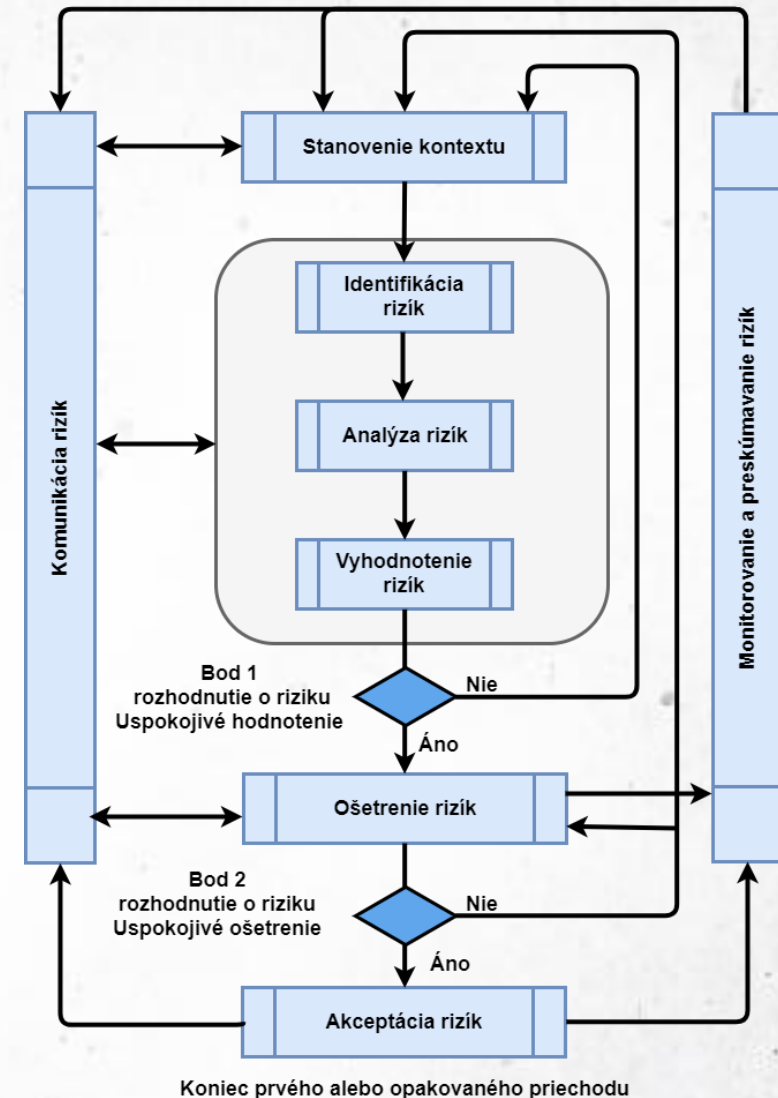 Stanovenie kontextu
Identifikácia
rizík
Analýza rizík
Vyhodnotenie
rizík
Komunikácia rizík
Monitorovanie a preskúmavanie rizík
Bod 1
rozhodnutie o riziku
Uspokojivé hodnotenie
Nie
Áno
Ošetrenie rizík
Bod 2
rozhodnutie o riziku
Uspokojivé ošetrenie
Nie
Áno
Akceptácia rizík
Koniec prvého alebo opakovaného priechodu